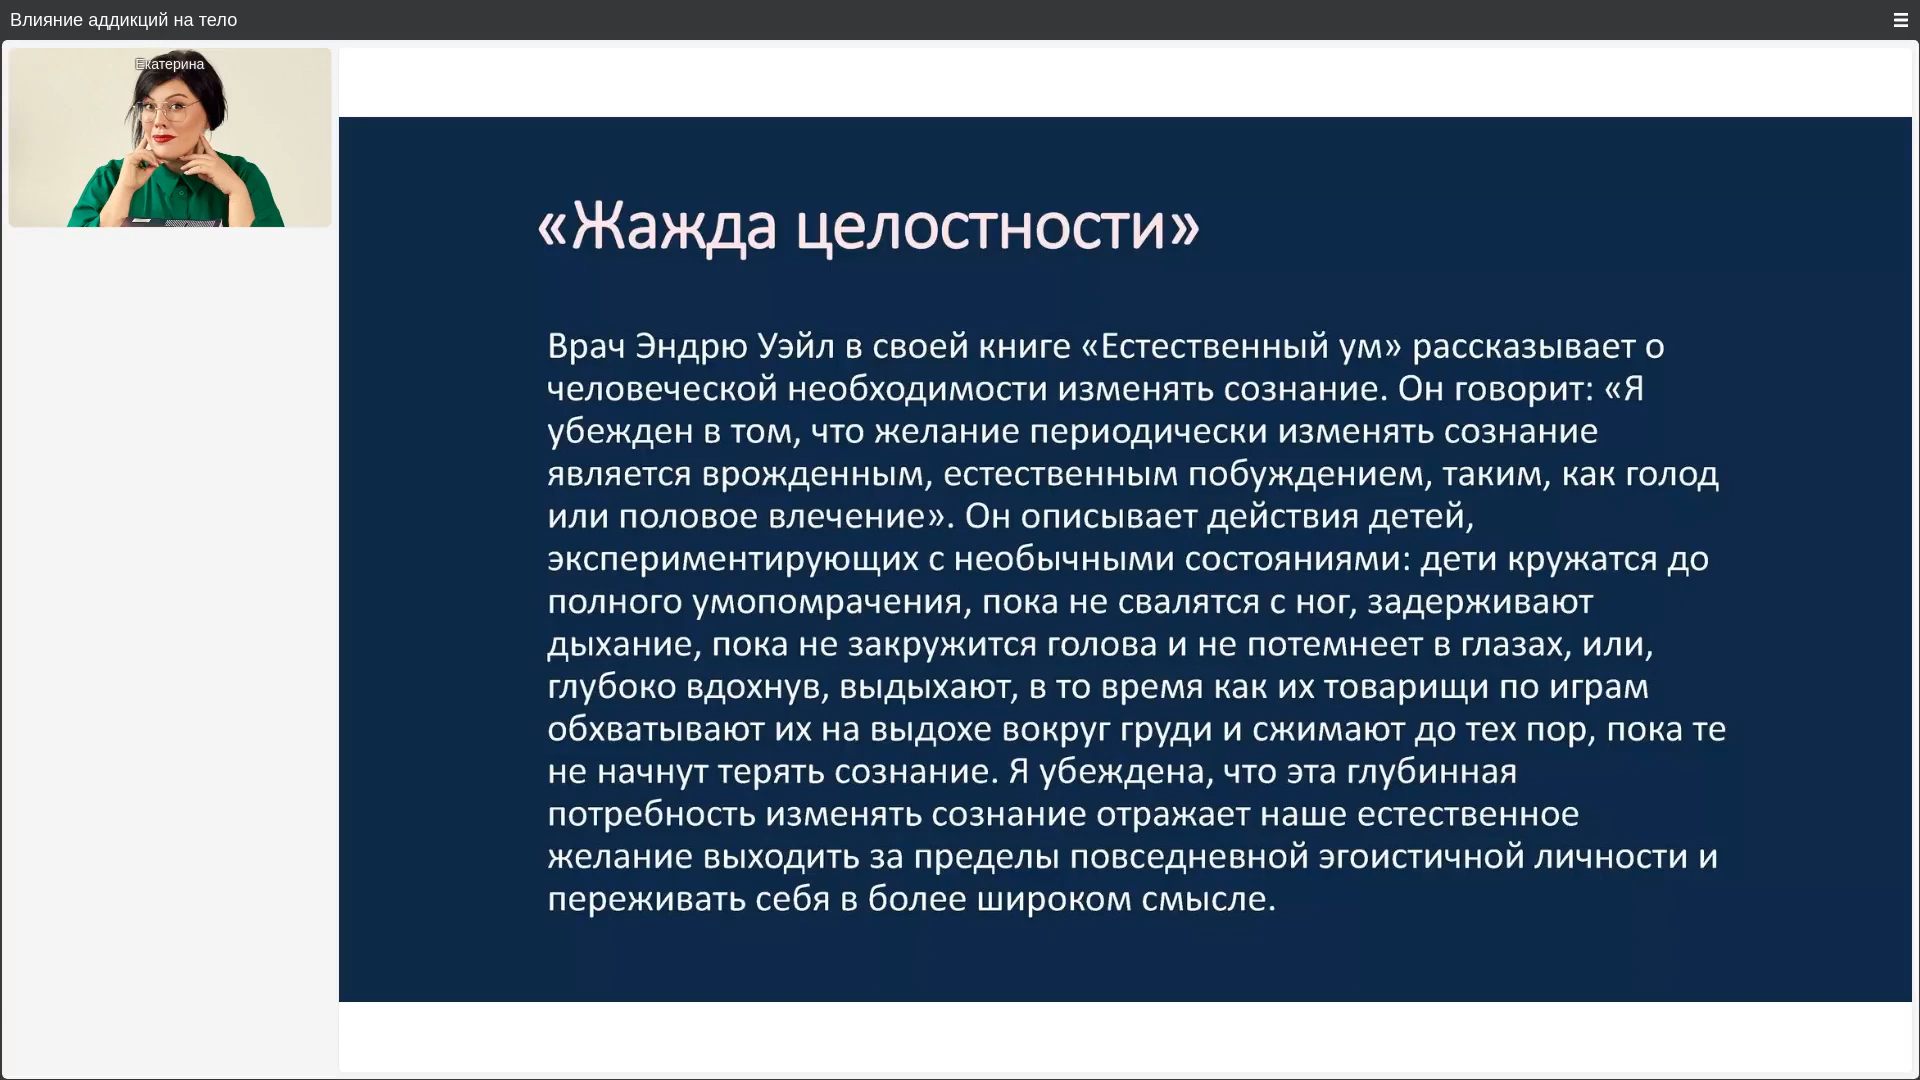 Влияние аддикций на тело
Екатерина
«Жажда целостности»
Врач Эндрю Уэйл в своей книге «Естественный ум» рассказывает о
человеческой необходимости изменять сознание. Он говорит: «Я
убежден в том, что желание периодически изменять сознание
является врожденным, естественным побуждением, таким, как голод
или половое влечение». Он описывает действия детей,
экспериментирующих с необычными состояниями: дети кружатся до
полного умопомрачения, пока не свалятся с ног, задерживают
дыхание, пока не закружится голова и не потемнеет в глазах, или,
глубоко вдохнув, выдыхают, в то время как их товарищи по играм
обхватывают их на выдохе вокруг груди и сжимают до тех пор, пока те
не начнут терять сознание. Я убеждена, что эта глубинная
потребность изменять сознание отражает наше естественное
желание выходить за пределы повседневной эгоистичной личности и
переживать себя в более широком смысле.